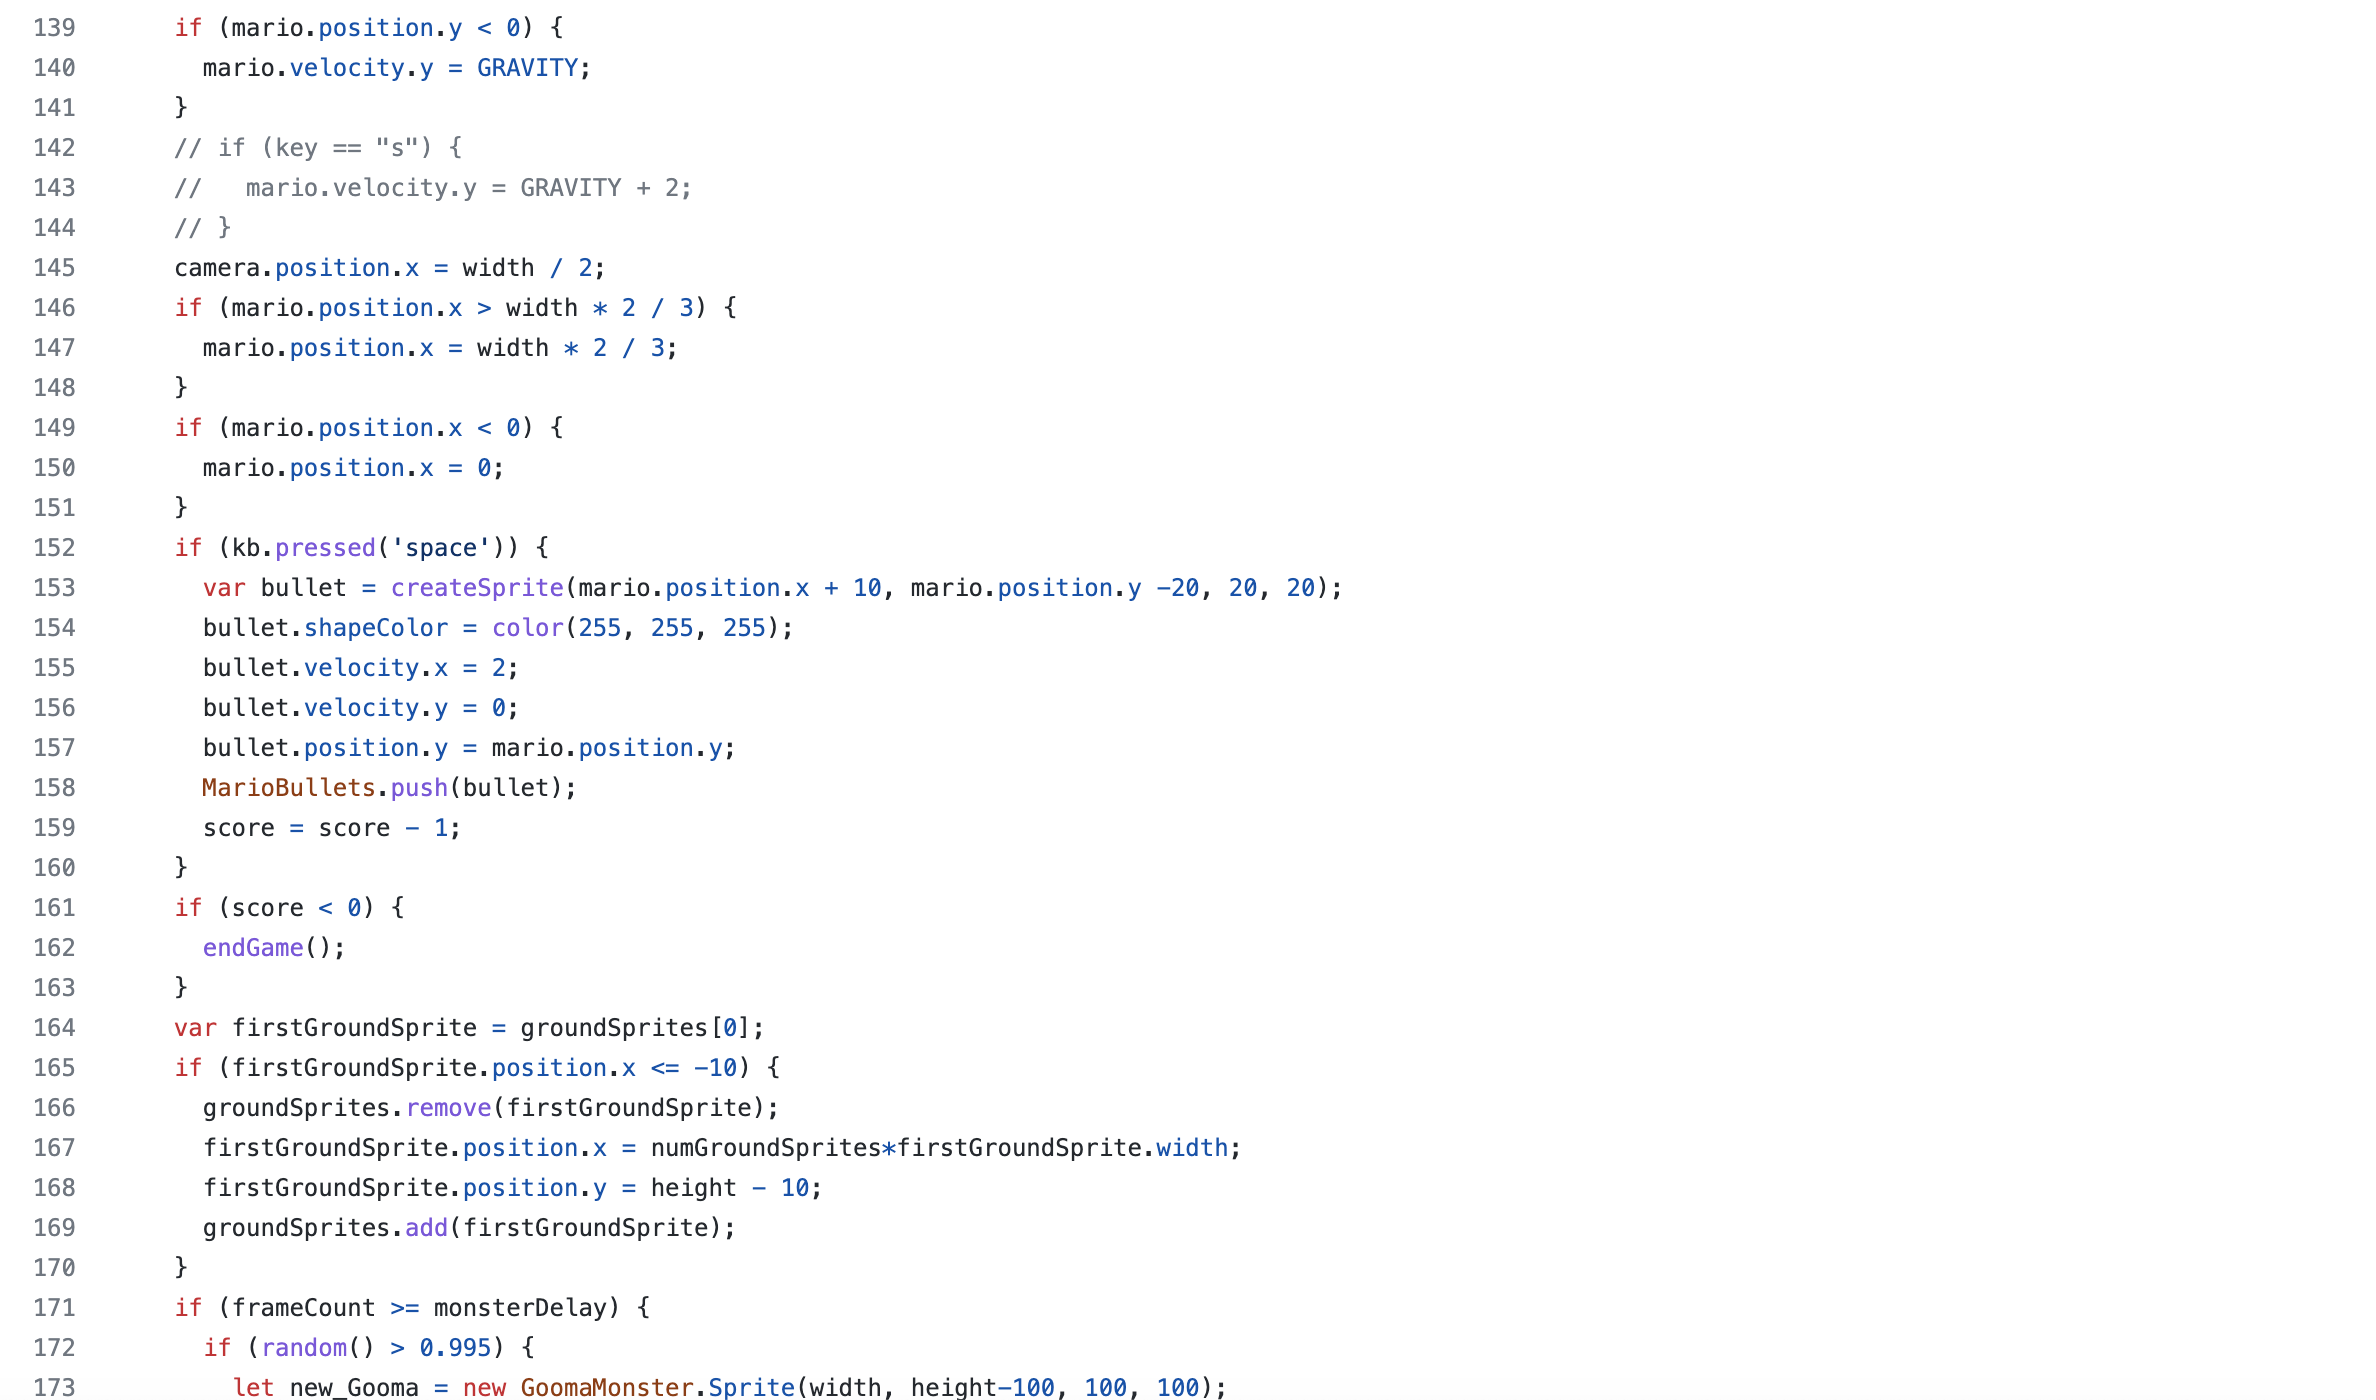 139 if (mario.position.y < 0) {
140 mario.velocity.y = GRAVITY;
141 }
142 // if (key == "s") {
143 //   mario.velocity.y = GRAVITY + 2;
144 // }
145 camera.position.x = width / 2;
146 if (mario.position.x > width * 2 / 3) {
147 mario.position.x = width * 2 / 3;
148 }
149 if (mario.position.x < 0) {
150 mario.position.x = 0;
151 }
152 if (kb.pressed('space')) {
153 var bullet = createSprite(mario.position.x + 10, mario.position.y -20, 20, 20);
154 bullet.shapeColor = color(255, 255, 255);
155 bullet.velocity.x = 2;
156 bullet.velocity.y = 0;
157 bullet.position.y = mario.position.y;
158 MarioBullets.push(bullet);
159 score = score - 1;
160 }
161 if (score < 0) {
162 endGame();
163 }
164 var firstGroundSprite = groundSprites[0];
165 if (firstGroundSprite.position.x <= -10) {
166 groundSprites.remove(firstGroundSprite);
167 firstGroundSprite.position.x = numGroundSprites*firstGroundSprite.width;
168 firstGroundSprite.position.y = height - 10;
169 groundSprites.add(firstGroundSprite);
170 }
171 if (frameCount >= monsterDelay) {
172 if (random() > 0.995) {
173 let new_Gooma = new GoomaMonster.Sprite(width, height-100, 100, 100);